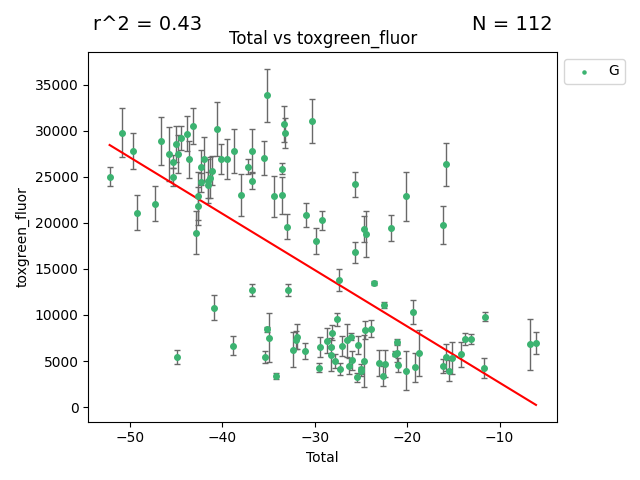 r^2 = 0.43 N = 112
Total vs toxgreen_fluor
G
35000
30000
25000
20000
15000
10000
5000
0
toxgreen_fluor
−50 −40 −30 −20 −10
Total